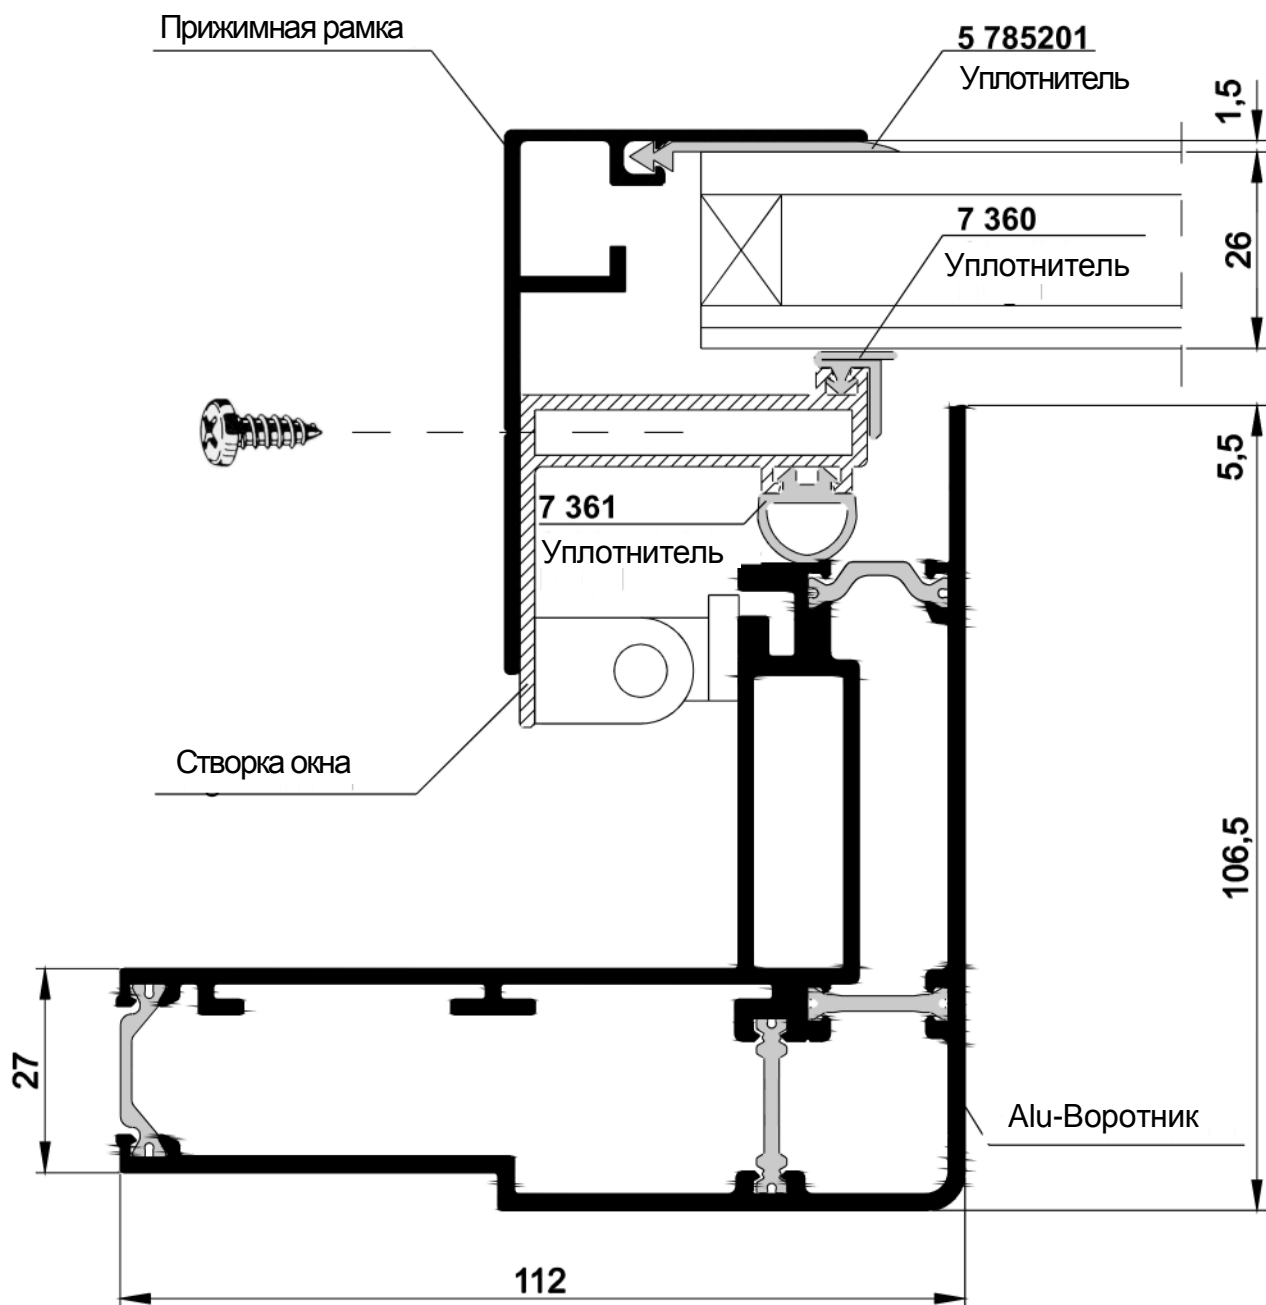 Прижимная рамка
5 785201
Уплотнитель
1,5
7 360
Уплотнитель
26
5,5
7 361
Уплотнитель
Створка окна
106,5
27
Alu-Воротник
112